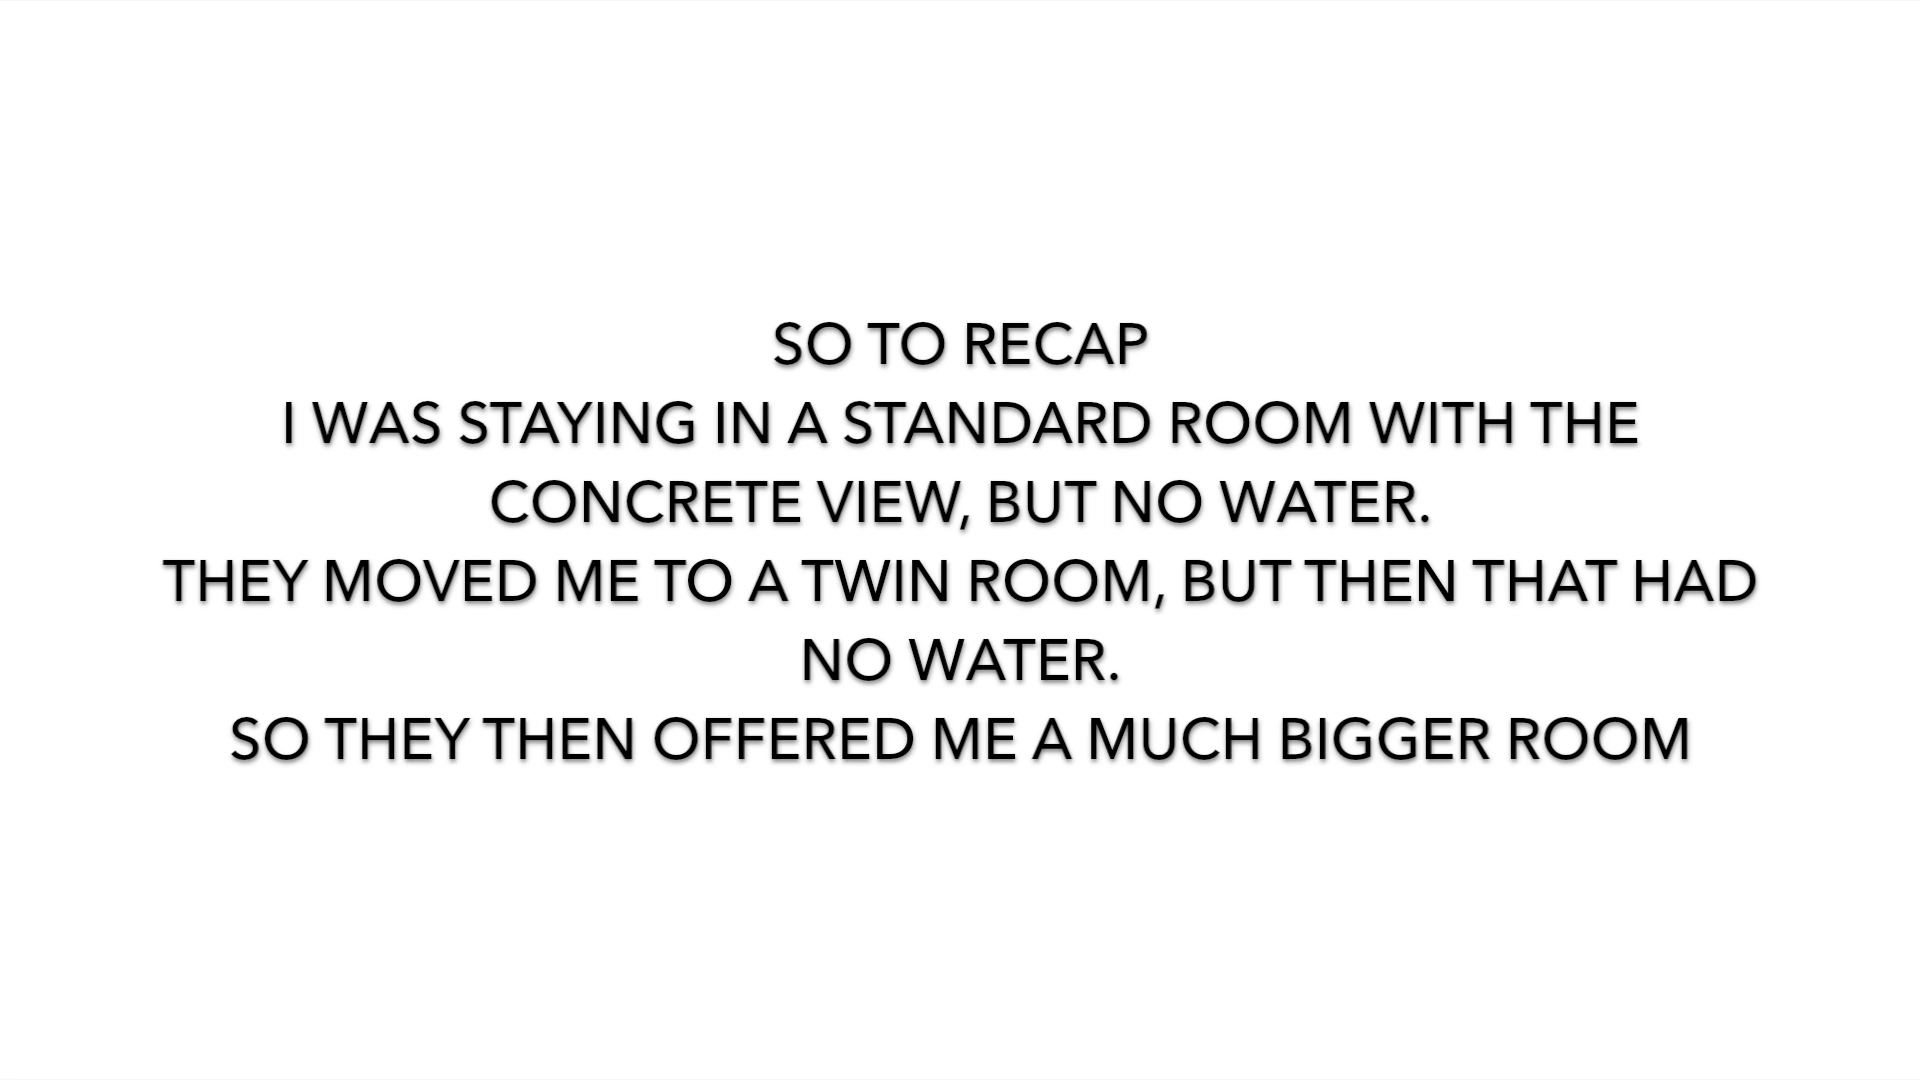 SO TO RECAP
I WAS STAYING IN A STANDARD ROOM WITH THE
CONCRETE VIEW, BUT NO WATER.
THEY MOVED ME TO A TWIN ROOM, BUT THEN THAT HAD
NO WATER.
SO THEY THEN OFFERED ME A MUCH BIGGER ROOM